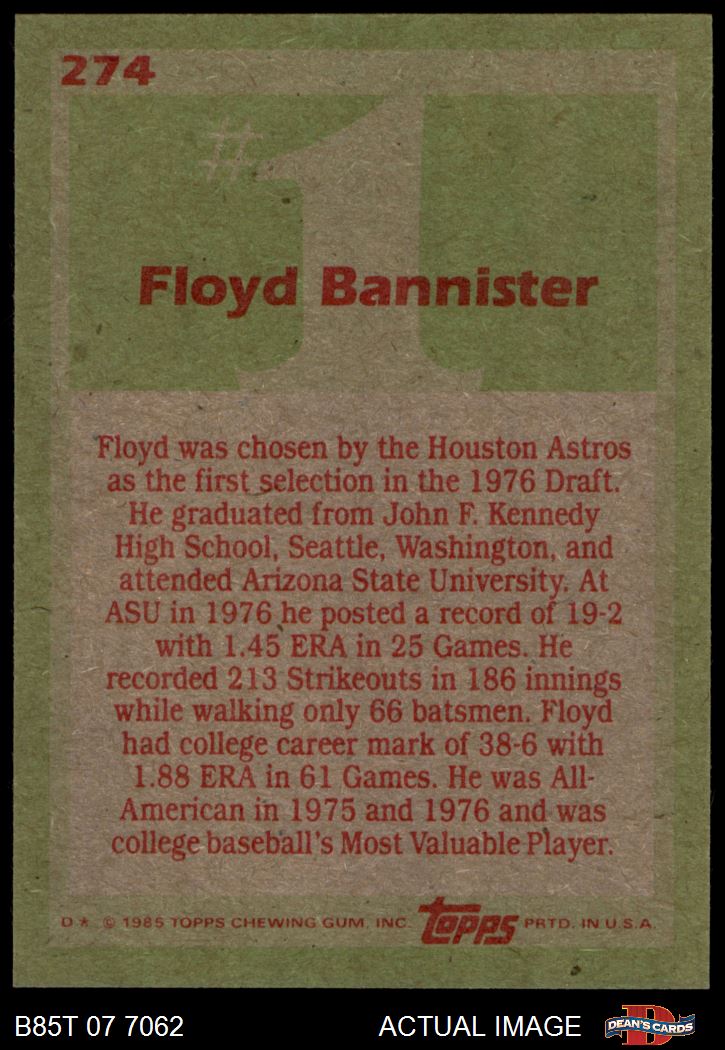 274
#1
Floyd Bannister
Floyd was chosen by the Houston Astros
as the first selection in the 1976 Draft.
He graduated from John F. Kennedy
High School, Seattle, Washington, and
attended Arizona State University. At
ASU in 1976 he posted a record of 19-2
with 1.45 ERA in 25 Games. He
recorded 213 Strikeouts in 186 innings
while walking only 66 batsmen. Floyd
had college career mark of 38-6 with
1.88 ERA in 61 Games. He was All-
American in 1975 and 1976 and was
college baseball's Most Valuable Player.
D * © 1985 TOPPS CHEWING GUM, INC. topps PRTD. IN U.S.A.
B85T 07 7062 ACTUAL IMAGE D DEAN'S CARDS